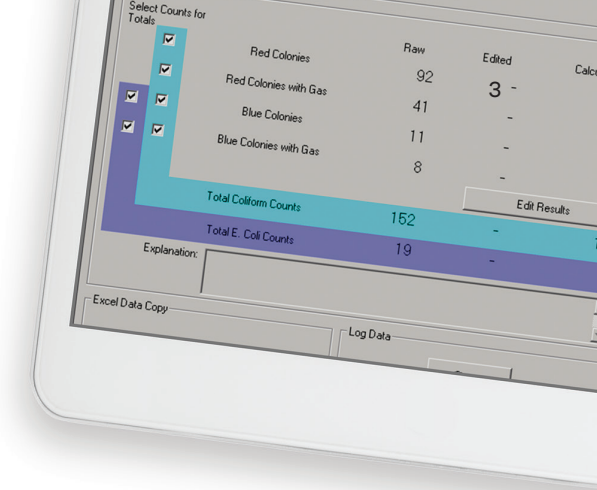 Select Counts for
Totals
Raw Edited
Red Colonies 92 3 -
Red Colonies with Gas 41 -
Blue Colonies 11 -
Blue Colonies with Gas 8 -
Edit Results
Total Coliform Counts 152 -
Total E. Coli Counts 19 -
Explanation:
Excel Data Copy
Log Data